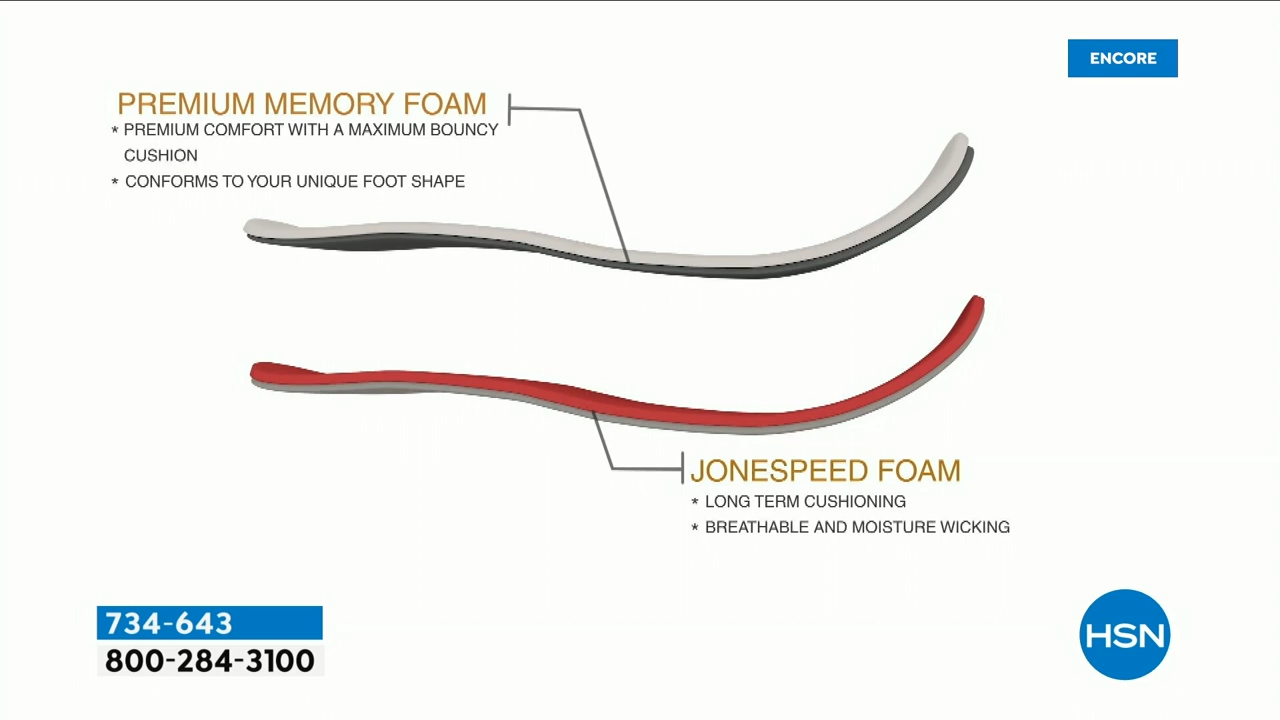 ENCORE
PREMIUM MEMORY FOAM
* PREMIUM COMFORT WITH A MAXIMUM BOUNCY
CUSHION
* CONFORMS TO YOUR UNIQUE FOOT SHAPE
JONESPEED FOAM
* LONG TERM CUSHIONING
* BREATHABLE AND MOISTURE WICKING
734-643
800-284-3100
HSN